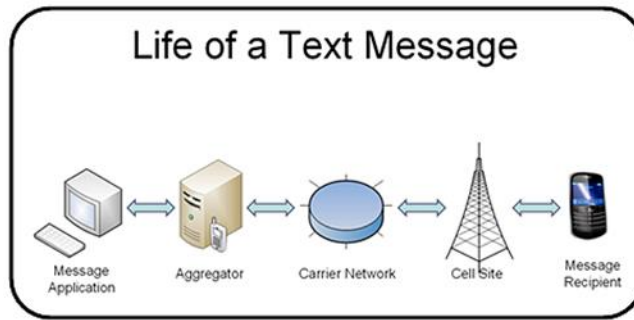 Life of a Text Message
Message
Application
Aggregator
Carrier Network
Cell Site
Message
Recipient